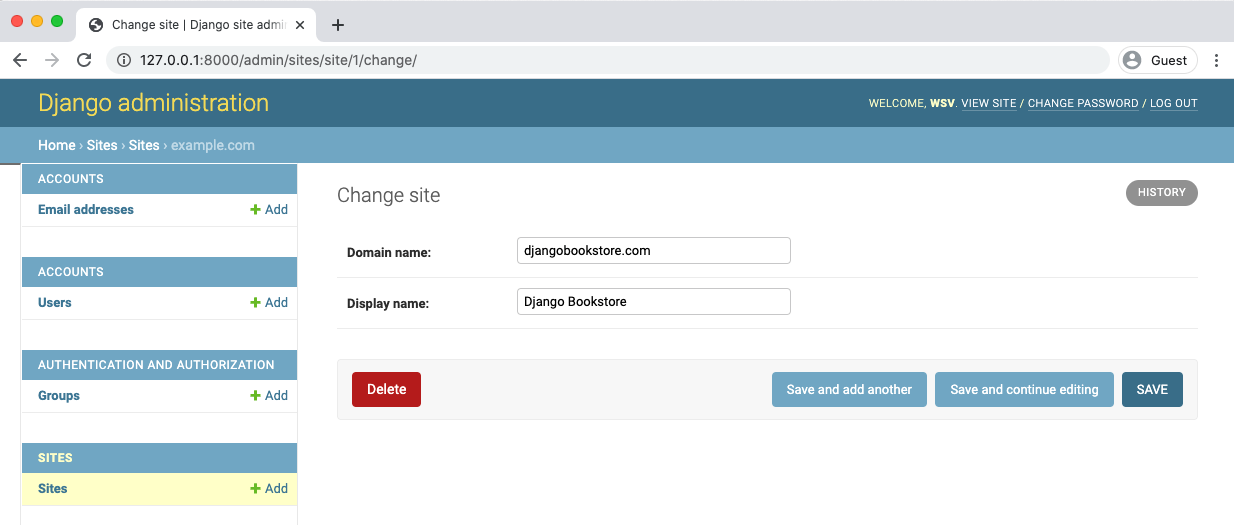 Change site | Django site admi
127.0.0.1:8000/admin/sites/site/1/change/
Guest
Django administration
WELCOME, WSV. VIEW SITE / CHANGE PASSWORD / LOG OUT
Home › Sites › Sites › example.com
ACCOUNTS
Email addresses + Add
ACCOUNTS
Users + Add
AUTHENTICATION AND AUTHORIZATION
Groups + Add
SITES
Sites + Add
Change site
HISTORY
Domain name: djangobookstore.com
Display name: Django Bookstore
Delete Save and add another Save and continue editing SAVE